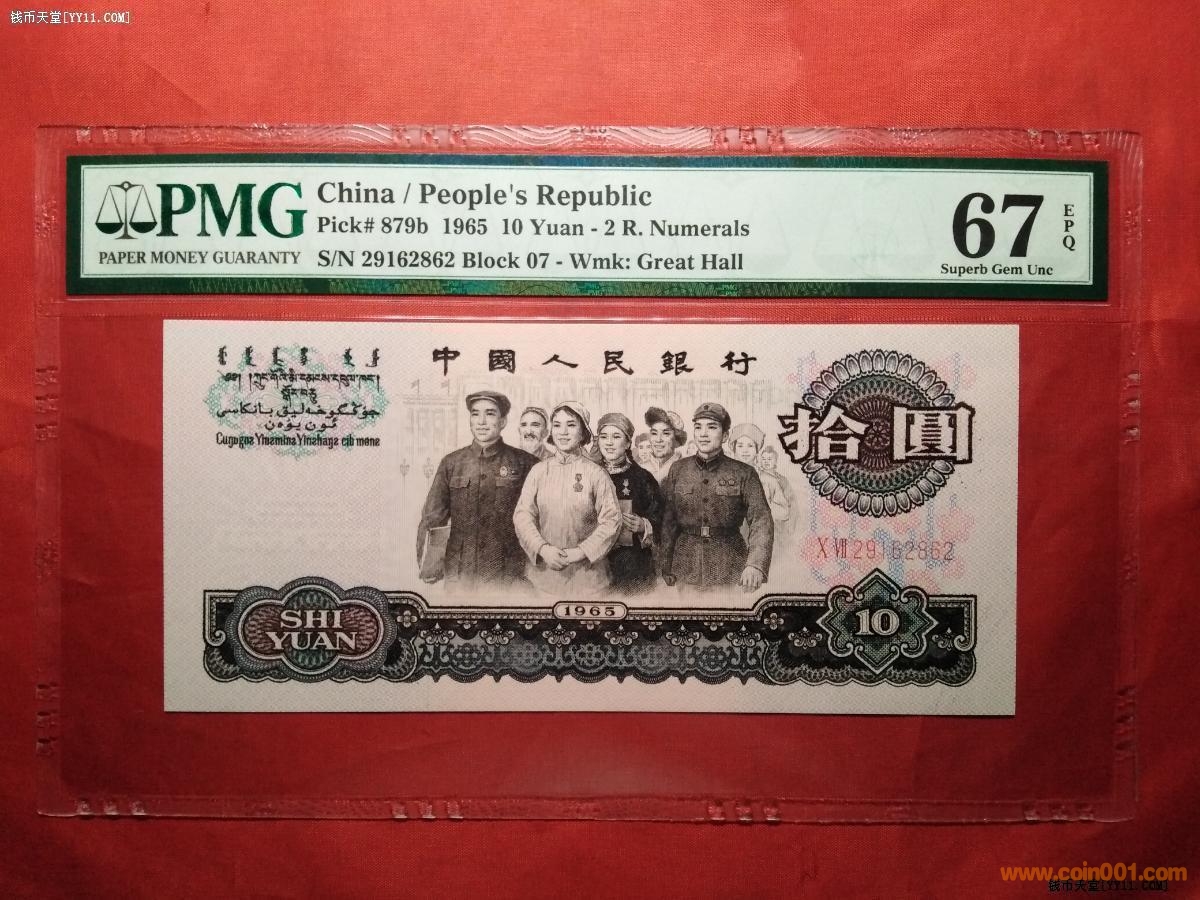 钱币天堂[YY11.COM]
PMG
PAPER MONEY GUARANTY
China / People's Republic
Pick# 879b 1965 10 Yuan - 2 R. Numerals
S/N 29162862 Block 07 - Wmk: Great Hall
67
EPQ
Superb Gem Unc
中國人民銀行
拾圓
X VII 29162862
1965
SHI
YUAN
10
www.coin001.com
钱币天堂[YY11.COM]